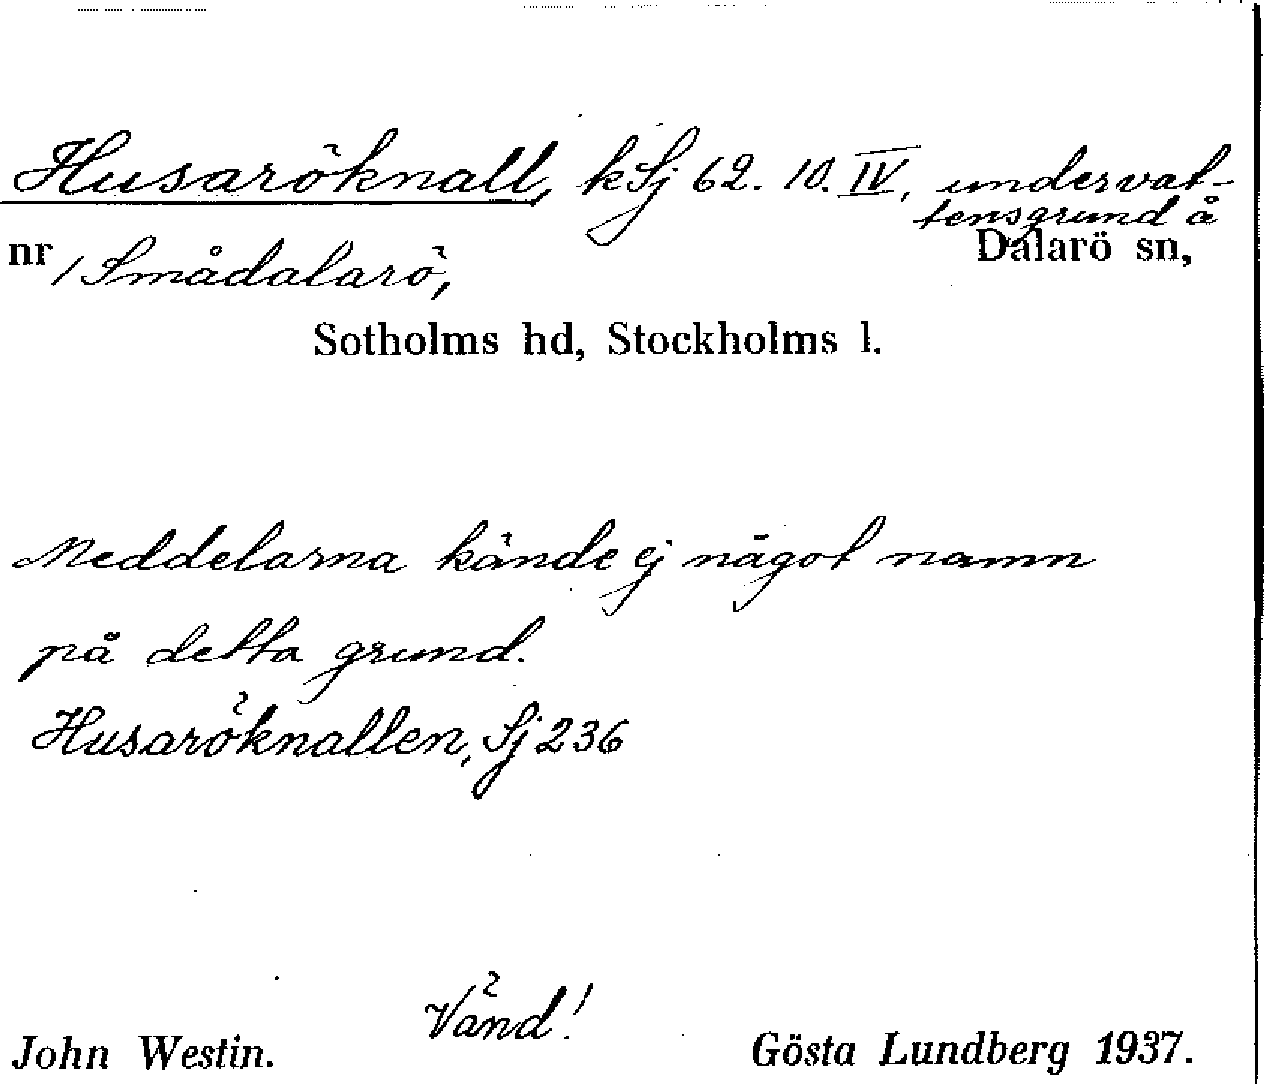 Husaröknall, kSj 62. 10. IV, undervat-
tensgrund å
nr / Smådalarö, Dalarö sn,
Sotholms hd, Stockholms l.
Meddelarna kände ej något namn
på detta grund.
Husaröknallen, Sj 236
Vänd!
John Westin. Gösta Lundberg 1937.